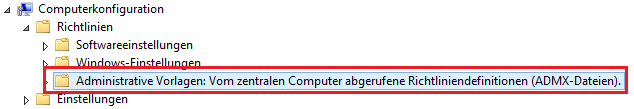 Computerkonfiguration
Richtlinien
Softwareeinstellungen
Windows-Einstellungen
Administrative Vorlagen: Vom zentralen Computer abgerufene Richtliniendefinitionen (ADMX-Dateien).
Einstellungen